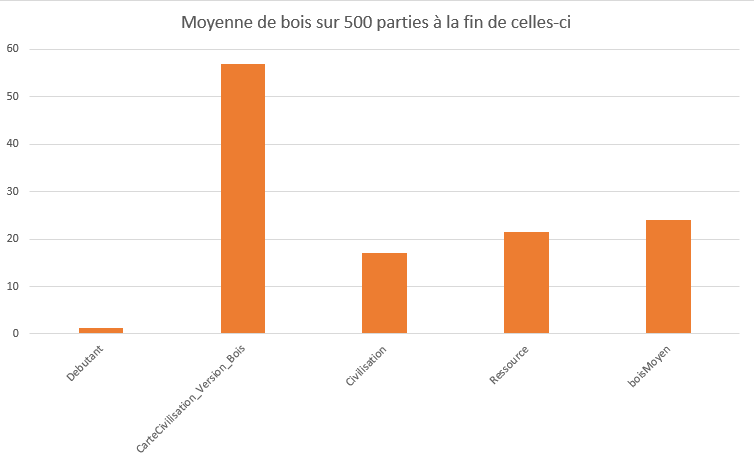 Moyenne de bois sur 500 parties à la fin de celles-ci
60
50
40
30
20
10
0
Debutant
CarteCivilisation_Version_Bois
Civilisation
Ressource
boisMoyen